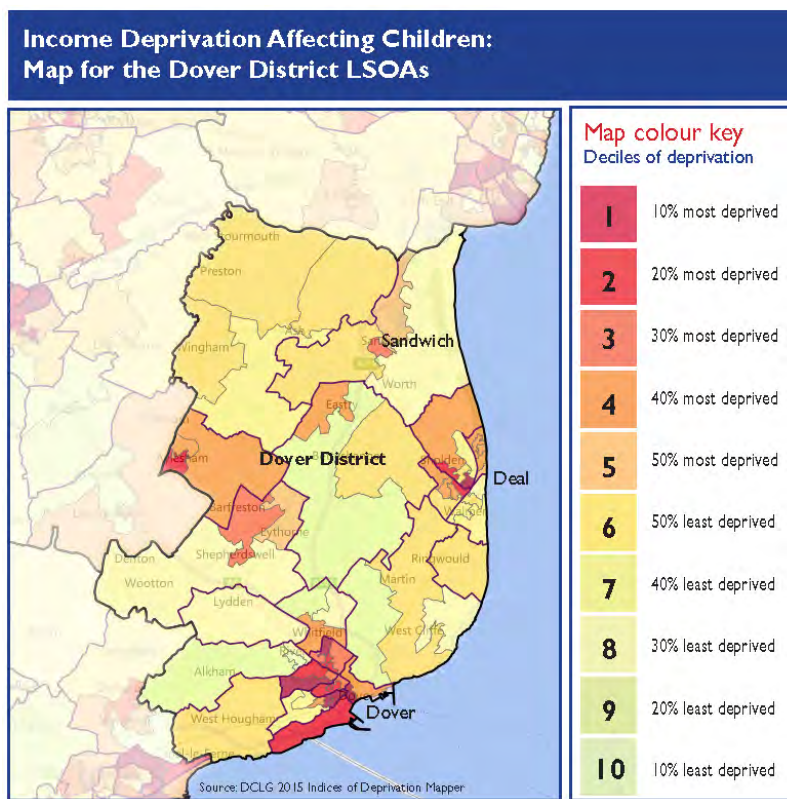 Income Deprivation Affecting Children:
Map for the Dover District LSOAs
Map colour key
Deciles of deprivation
1 10% most deprived
2 20% most deprived
3 30% most deprived
4 40% most deprived
5 50% most deprived
6 50% least deprived
7 40% least deprived
8 30% least deprived
9 20% least deprived
10 10% least deprived
Preston
Wingham
Sandwich
Worth
Eastry
Dover District
Deal
Barfreston
Eythorne
Shepherdswell
Denton
Wootton
Ringwould
Martin
Lydden
Whitfield
West Cliffe
Alkham
Dover
West Hougham
Source: DCLG 2015 Indices of Deprivation Mapper